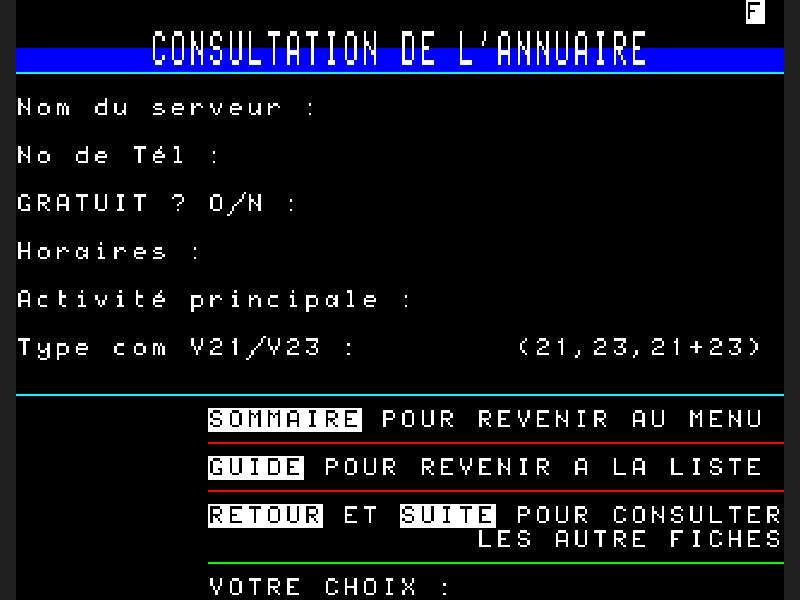 F
CONSULTATION DE L'ANNUAIRE
Nom du serveur :
No de Tél :
GRATUIT ? O/N :
Horaires :
Activité principale :
Type com V21/V23 : (21,23,21+23)
SOMMAIRE POUR REVENIR AU MENU
GUIDE POUR REVENIR A LA LISTE
RETOUR ET SUITE POUR CONSULTER
LES AUTRE FICHES
VOTRE CHOIX :